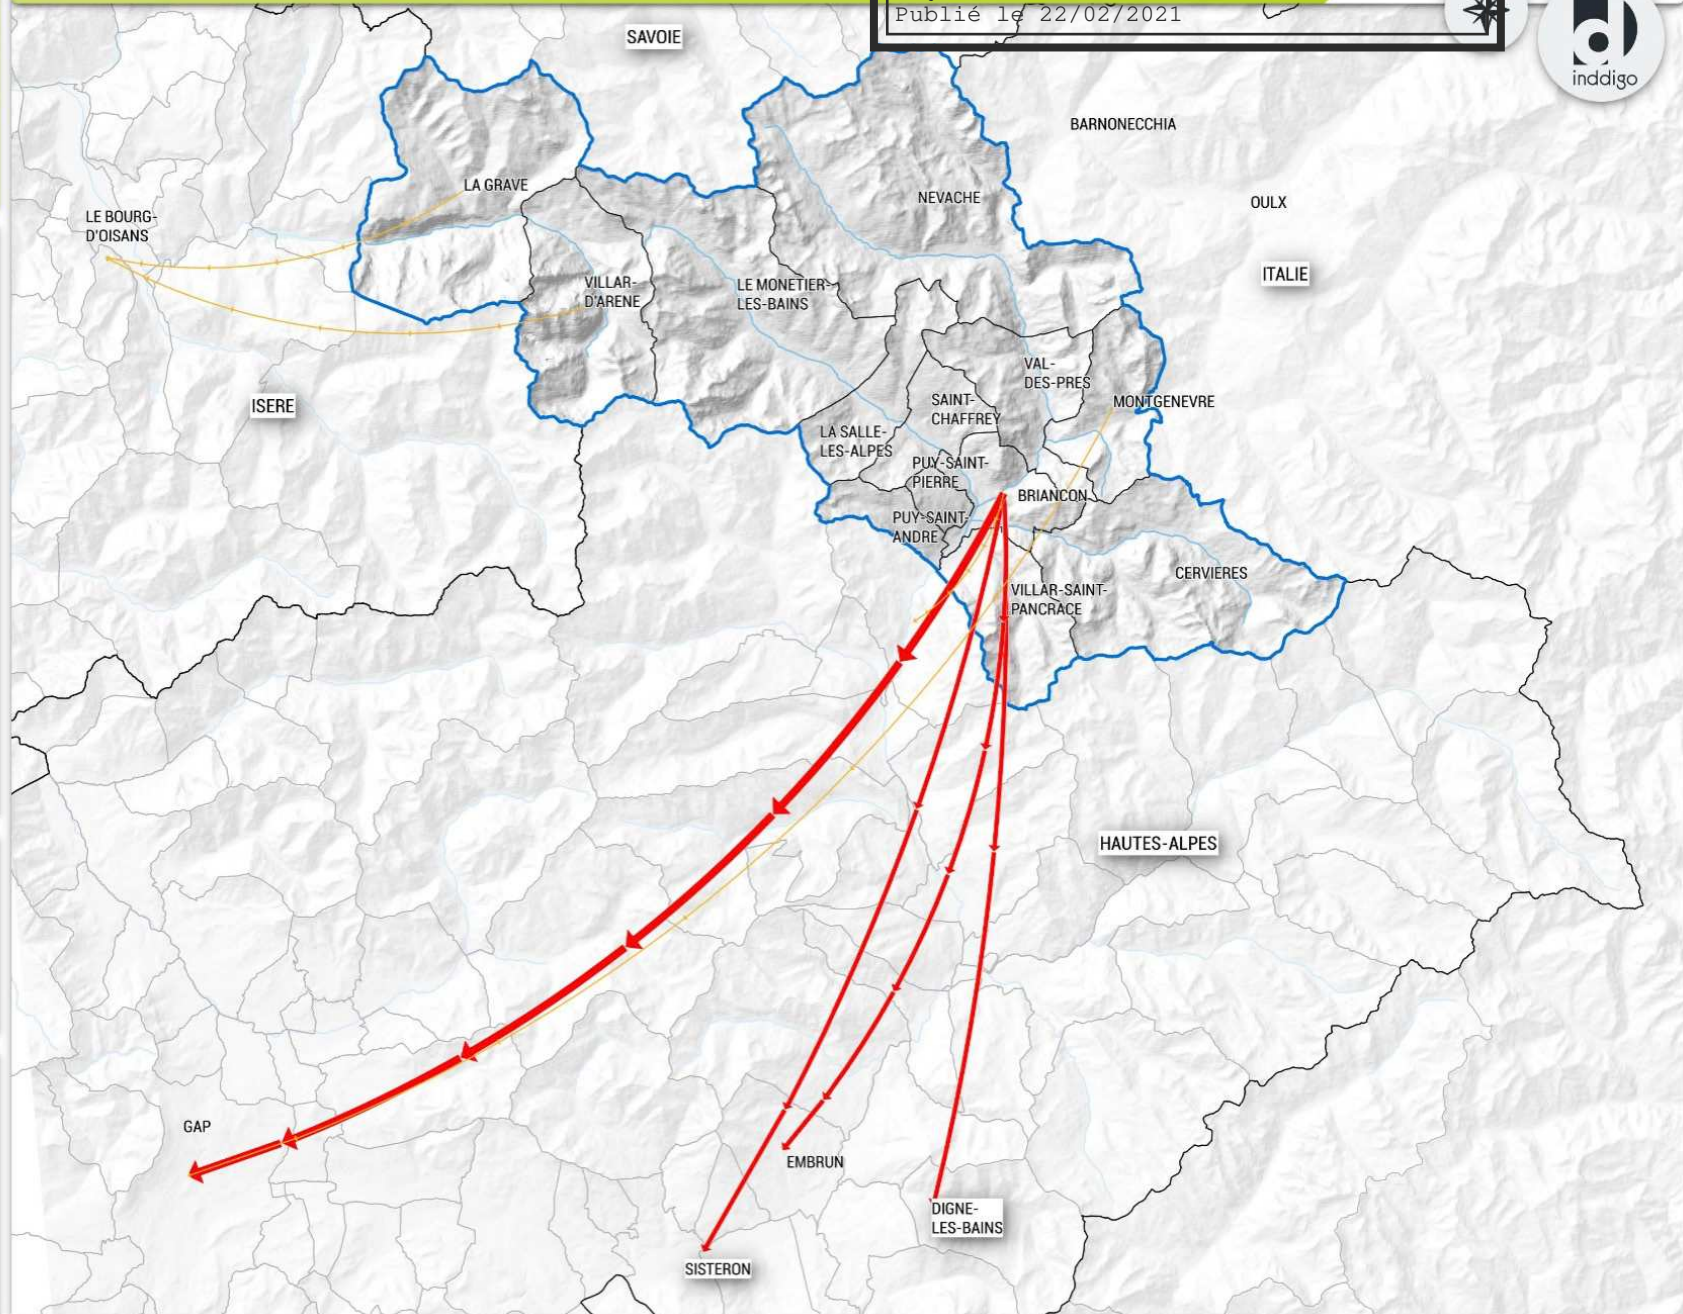 Publié le 22/02/2021
inddigo
SAVOIE
BARNONECCHIA
LA GRAVE
NEVACHE
OULX
LE BOURG-
D'OISANS
ITALIE
VILLAR-
D'ARENE
LE MONETIER-
LES-BAINS
VAL-
DES-PRES
ISERE
SAINT-
CHAFFREY
MONTGENEVRE
LA SALLE-
LES-ALPES
PUY-SAINT-
PIERRE
BRIANCON
PUY-SAINT-
ANDRE
CERVIERES
VILLAR-SAINT-
PANCRACE
HAUTES-ALPES
GAP
EMBRUN
DIGNE-
LES-BAINS
SISTERON